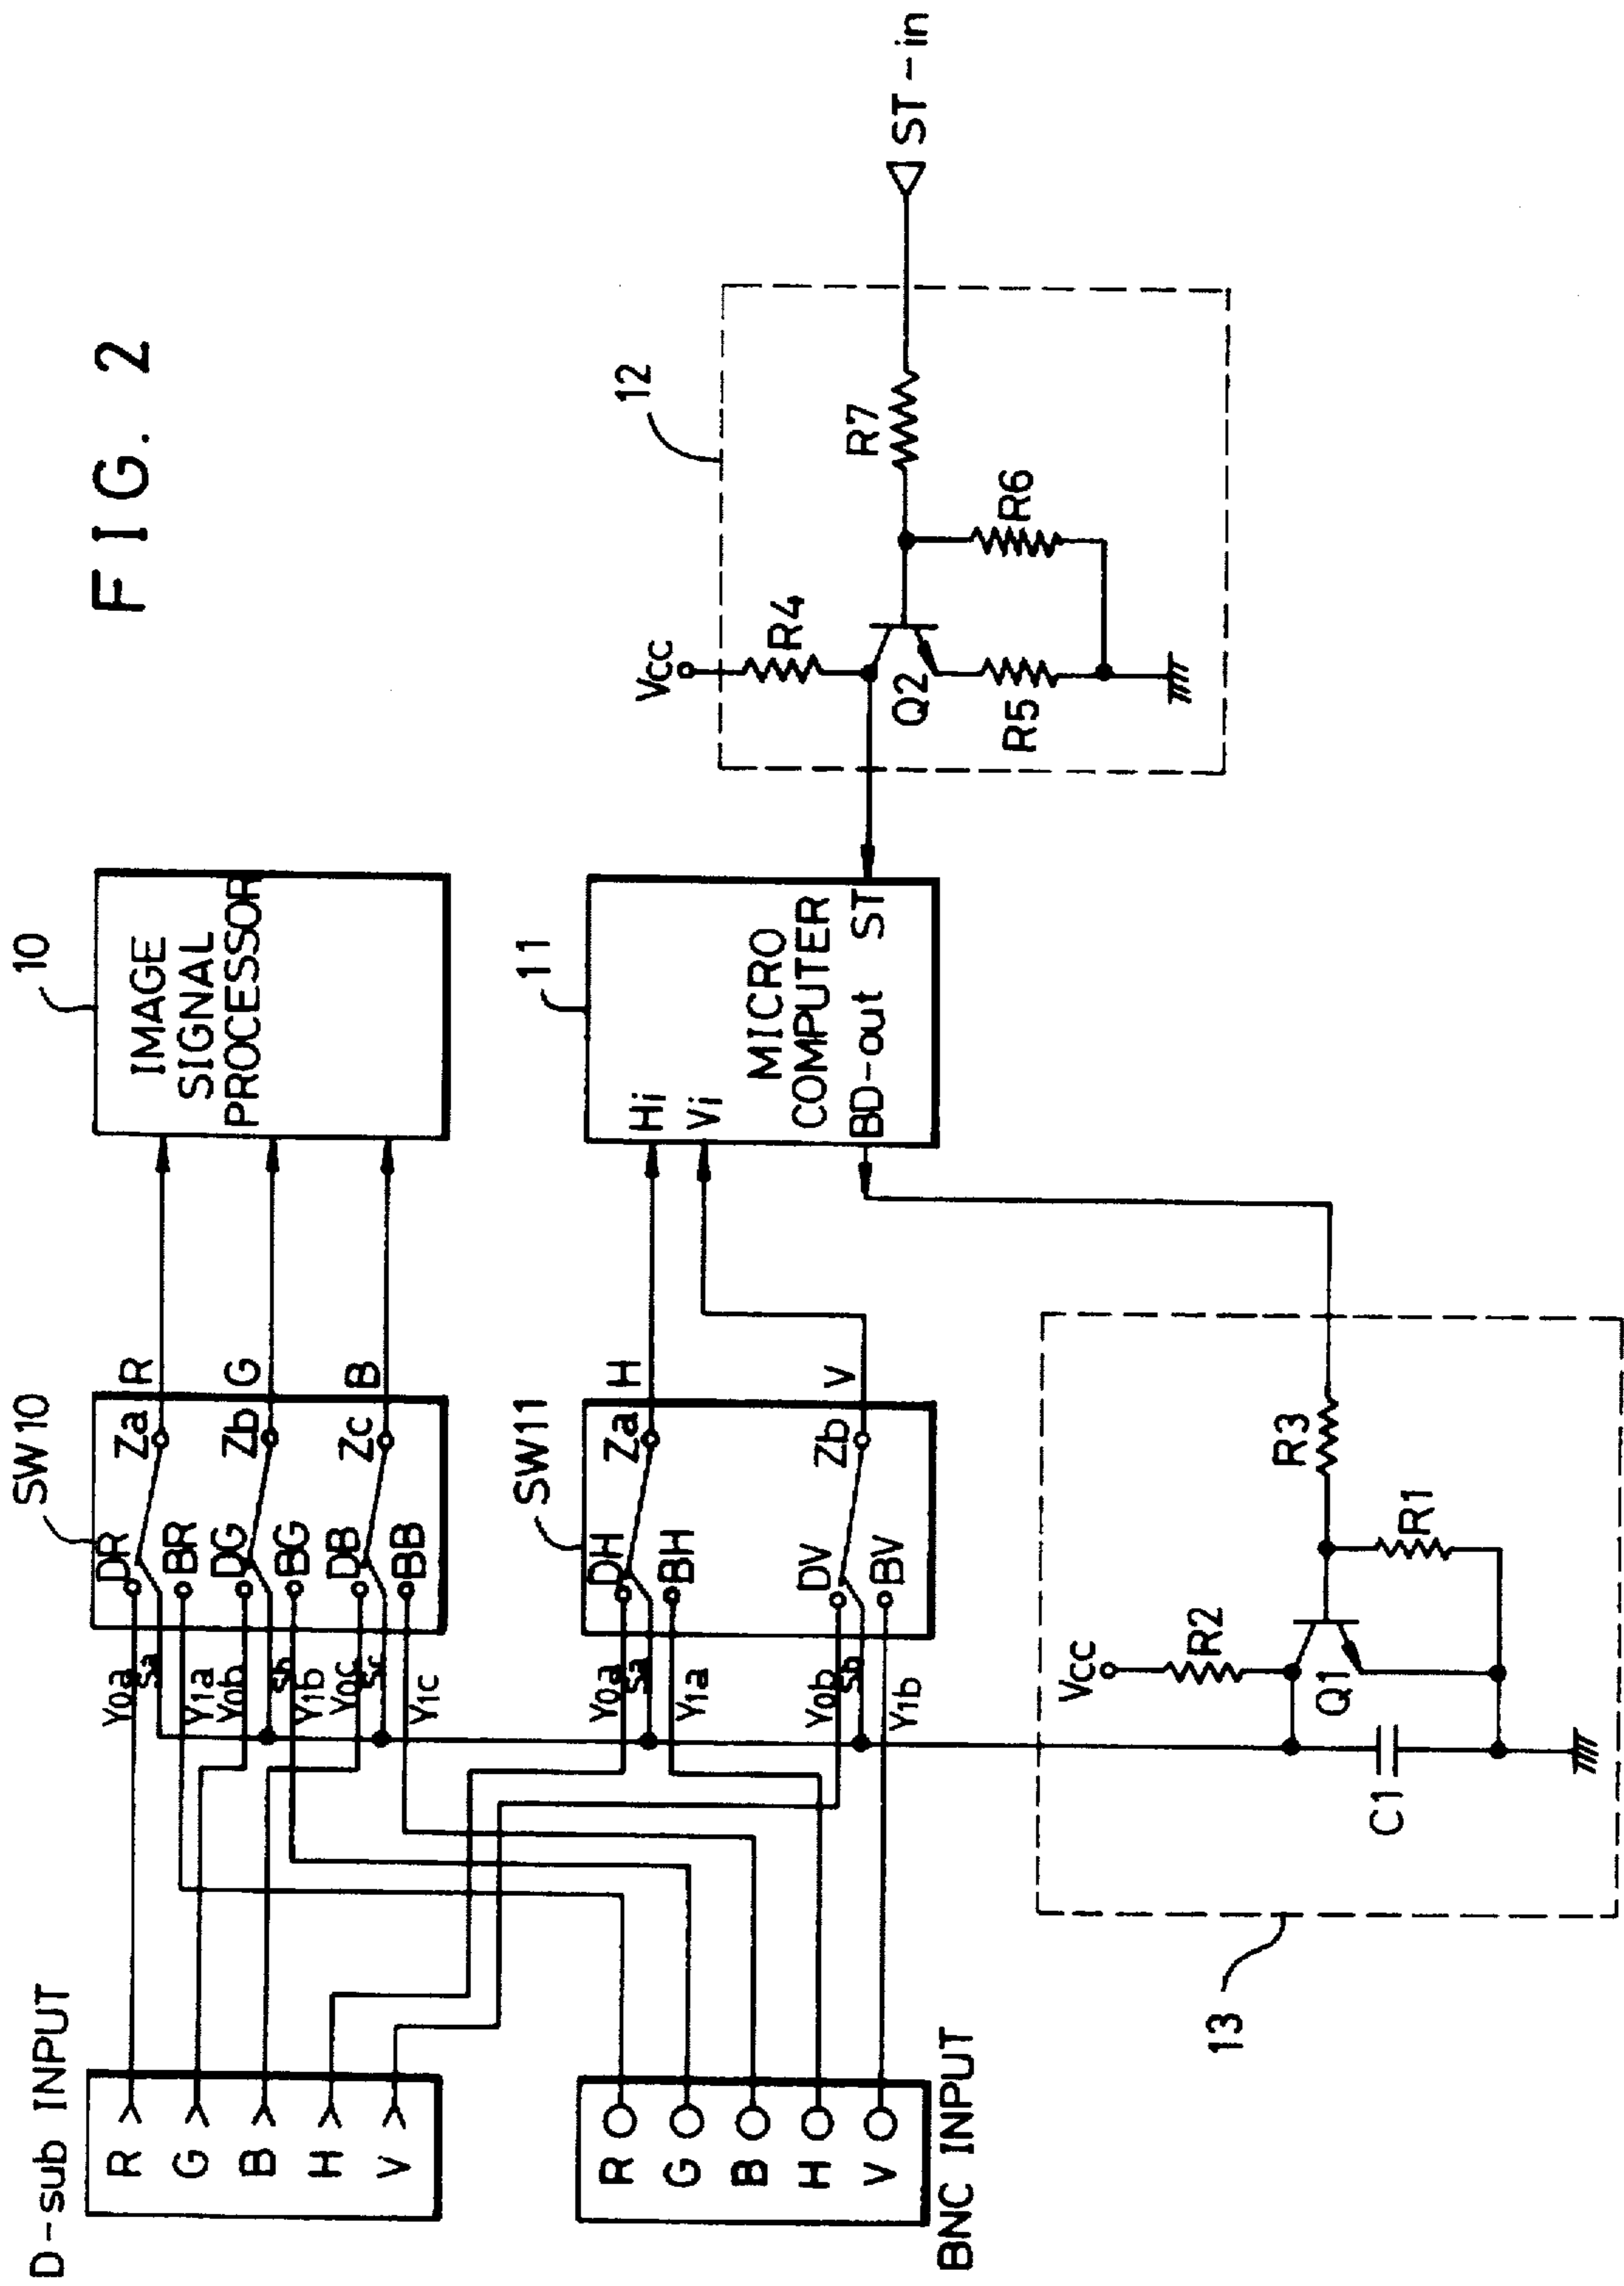 FIG. 2
D-sub INPUT
R
G
B
H
V
BNC INPUT
R
G
B
H
V
SW10
DR
BR
DG
BG
DB
BB
Za
Zb
Zc
R
G
B
Y0a
Sa
Y1a
Y0b
Sb
Y1b
Y0c
Sc
Y1c
SW11
DH
BH
DV
BV
Za
Zb
H
V
Y0a
Sa
Y1a
Y0b
Sb
Y1b
10
IMAGE
SIGNAL
PROCESSOR
11
Hi
Vi
MICRO
COMPUTER
BD-out ST
12
Vcc
R4
Q2
R5
R6
R7
ST-in
13
Vcc
R2
Q1
C1
R1
R3